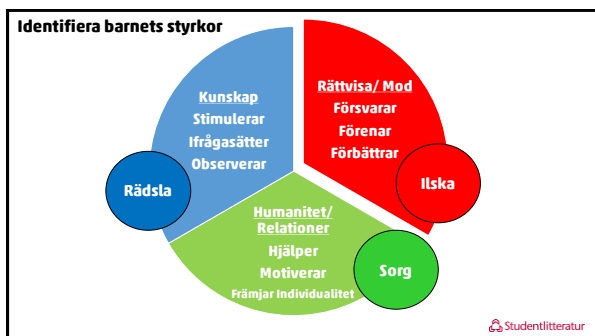 Identifiera barnets styrkor
Kunskap
Stimulerar
Ifrågasätter
Observerar
Rädsla
Rättvisa/ Mod
Försvarar
Förenar
Förbättrar
Ilska
Humanitet/
Relationer
Hjälper
Motiverar
Främjar Individualitet
Sorg
Studentlitteratur